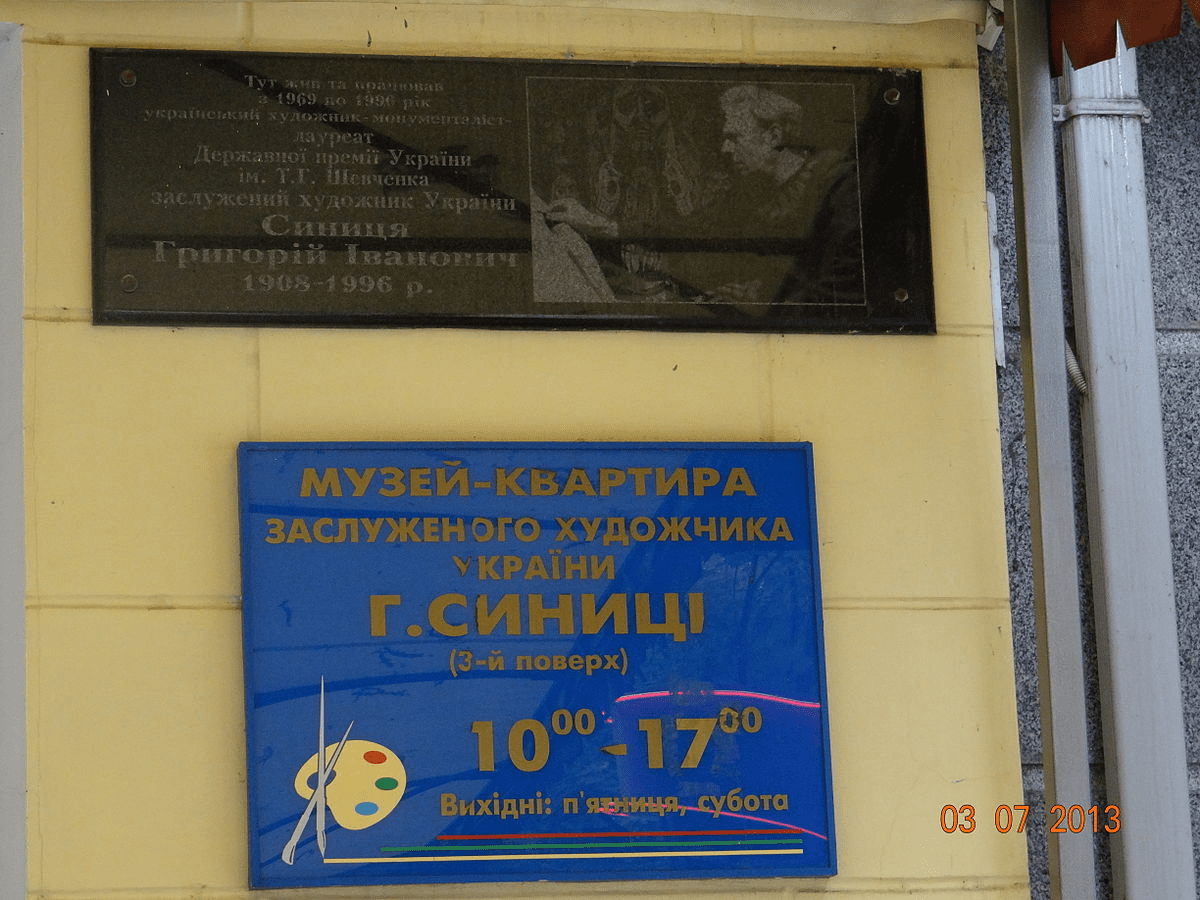 Тут жив та працював
з 1969 по 1996 рік
український художник-монументаліст-
лауреат
Державної премії України
ім. Т.Г. Шевченка
заслужений художник України
Синиця
Григорій Іванович
1908-1996 р.
МУЗЕЙ-КВАРТИРА
ЗАСЛУЖЕНОГО ХУДОЖНИКА
УКРАЇНИ
Г.СИНИЦІ
(3-й поверх)
10⁰⁰-17⁰⁰
Вихідні: п'ятниця, субота
03 07 2013